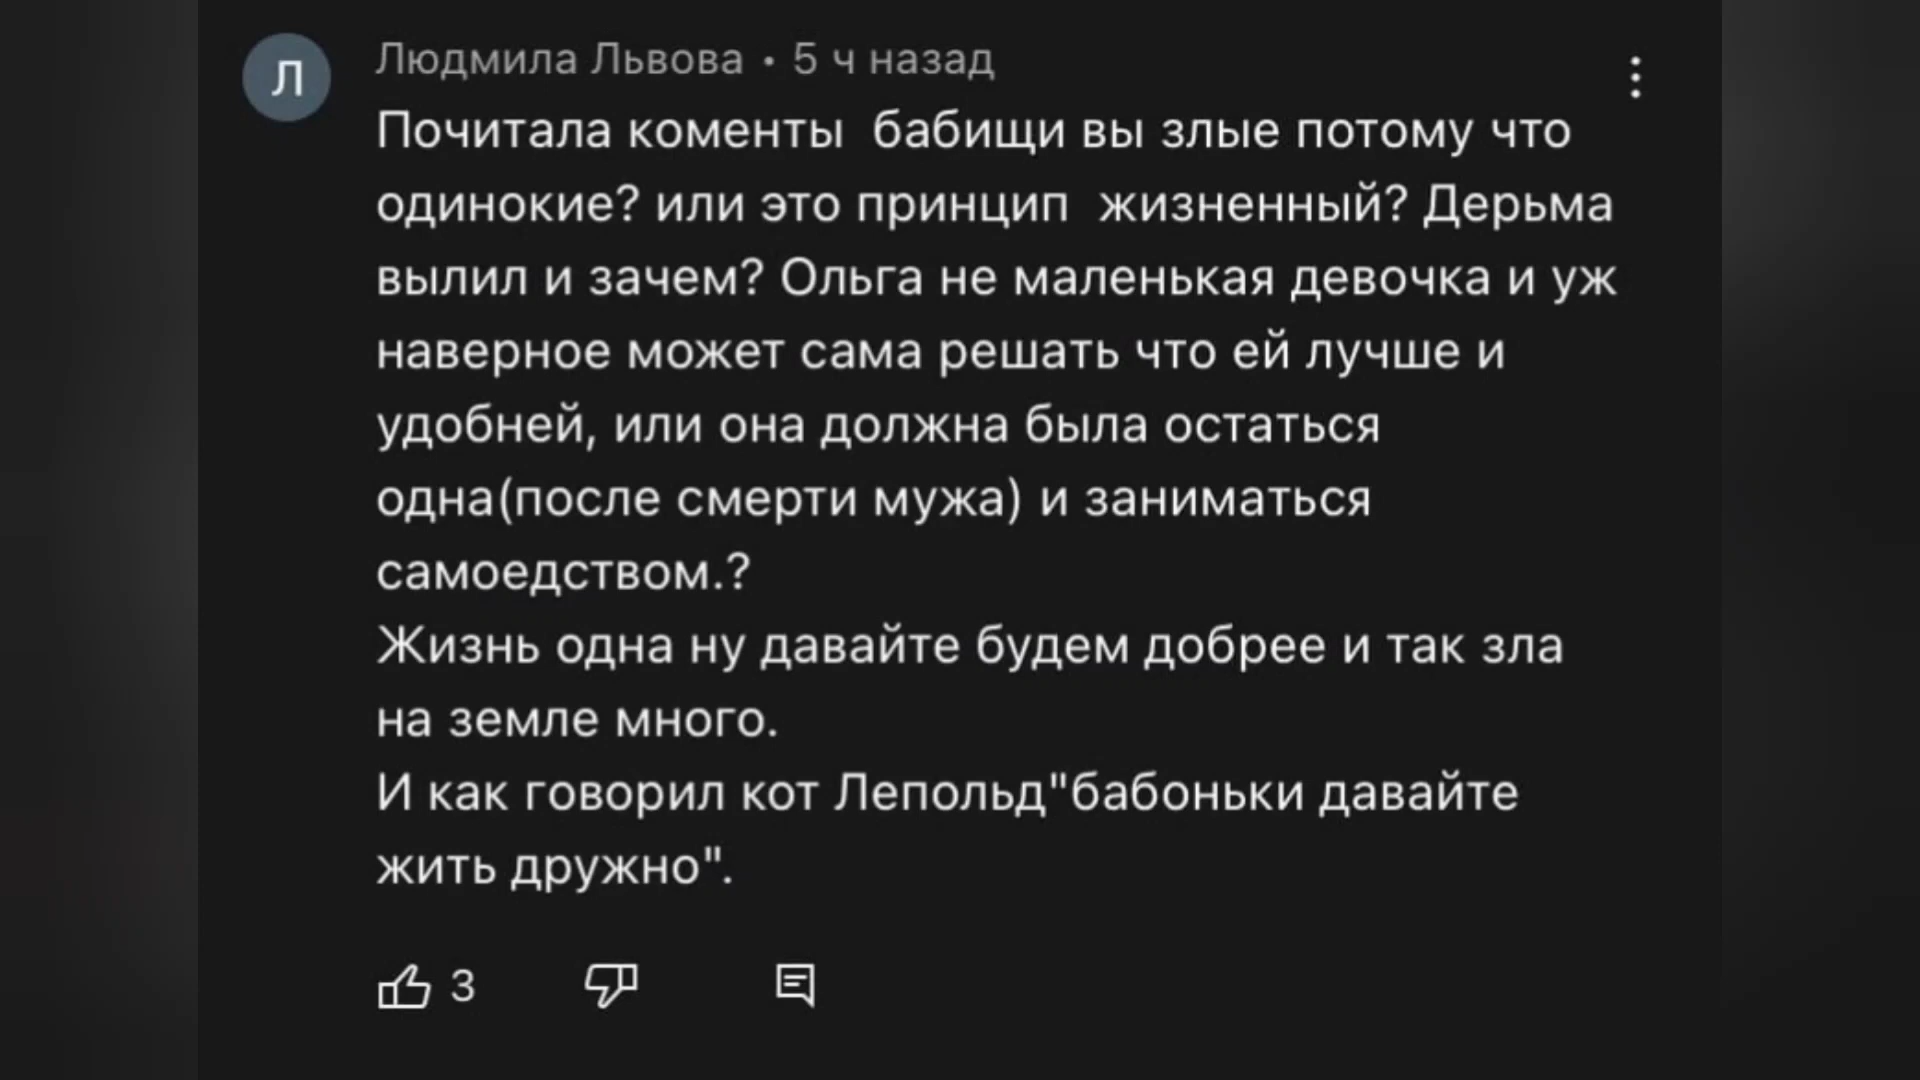 Л
Людмила Львова • 5 ч назад
Почитала коменты  бабищи вы злые потому что
одинокие? или это принцип  жизненный? Дерьма
вылил и зачем? Ольга не маленькая девочка и уж
наверное может сама решать что ей лучше и
удобней, или она должна была остаться
одна(после смерти мужа) и заниматься
самоедством.?
Жизнь одна ну давайте будем добрее и так зла
на земле много.
И как говорил кот Лепольд"бабоньки давайте
жить дружно".
3